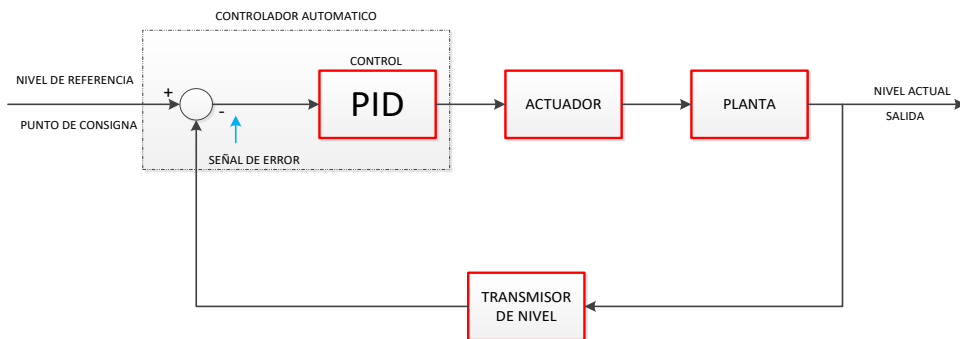 CONTROLADOR AUTOMATICO
CONTROL
NIVEL DE REFERENCIA
PUNTO DE CONSIGNA
+
-
SEÑAL DE ERROR
PID
ACTUADOR
PLANTA
NIVEL ACTUAL
SALIDA
TRANSMISOR
DE NIVEL